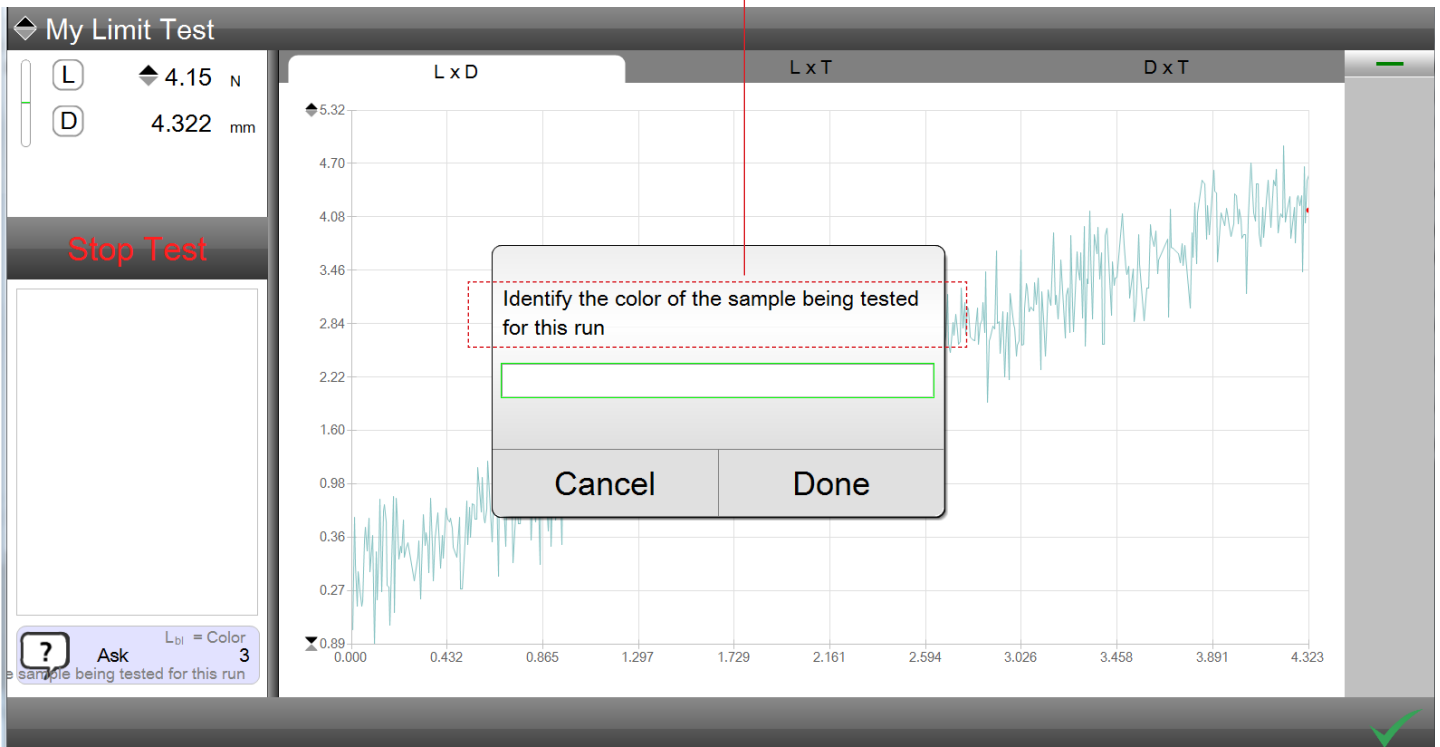 My Limit Test
L 4.15 N
D 4.322 mm
Stop Test
L x D
L x T
D x T
5.32
4.70
4.08
3.46
2.84
2.22
1.60
0.98
0.36
0.27
0.89
0.000 0.432 0.865 1.297 1.729 2.161 2.594 3.026 3.458 3.891 4.323
Identify the color of the sample being tested
for this run
Cancel
Done
?
Lbl = Color
Ask 3
e sample being tested for this run